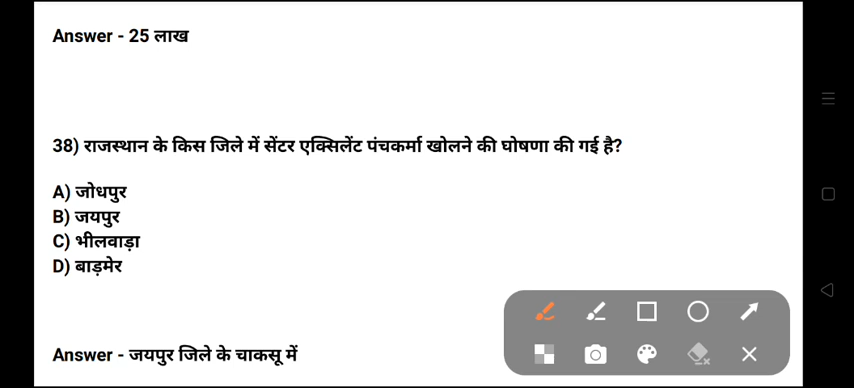 Answer - 25 लाख
38) राजस्थान के किस जिले में सेंटर एक्सिलेंट पंचकर्मा खोलने की घोषणा की गई है?
A) जोधपुर
B) जयपुर
C) भीलवाड़ा
D) बाड़मेर
Answer - जयपुर जिले के चाकसू में